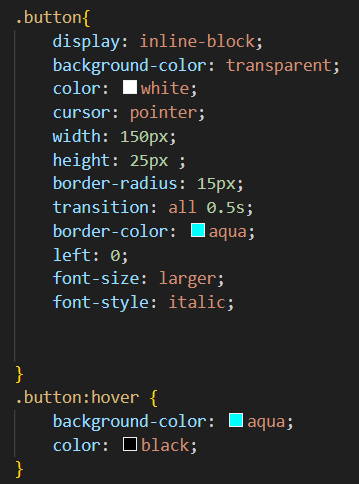 .button{
display: inline-block;
background-color: transparent;
color: white;
cursor: pointer;
width: 150px;
height: 25px ;
border-radius: 15px;
transition: all 0.5s;
border-color: aqua;
left: 0;
font-size: larger;
font-style: italic;
}
.button:hover {
background-color: aqua;
color: black;
}